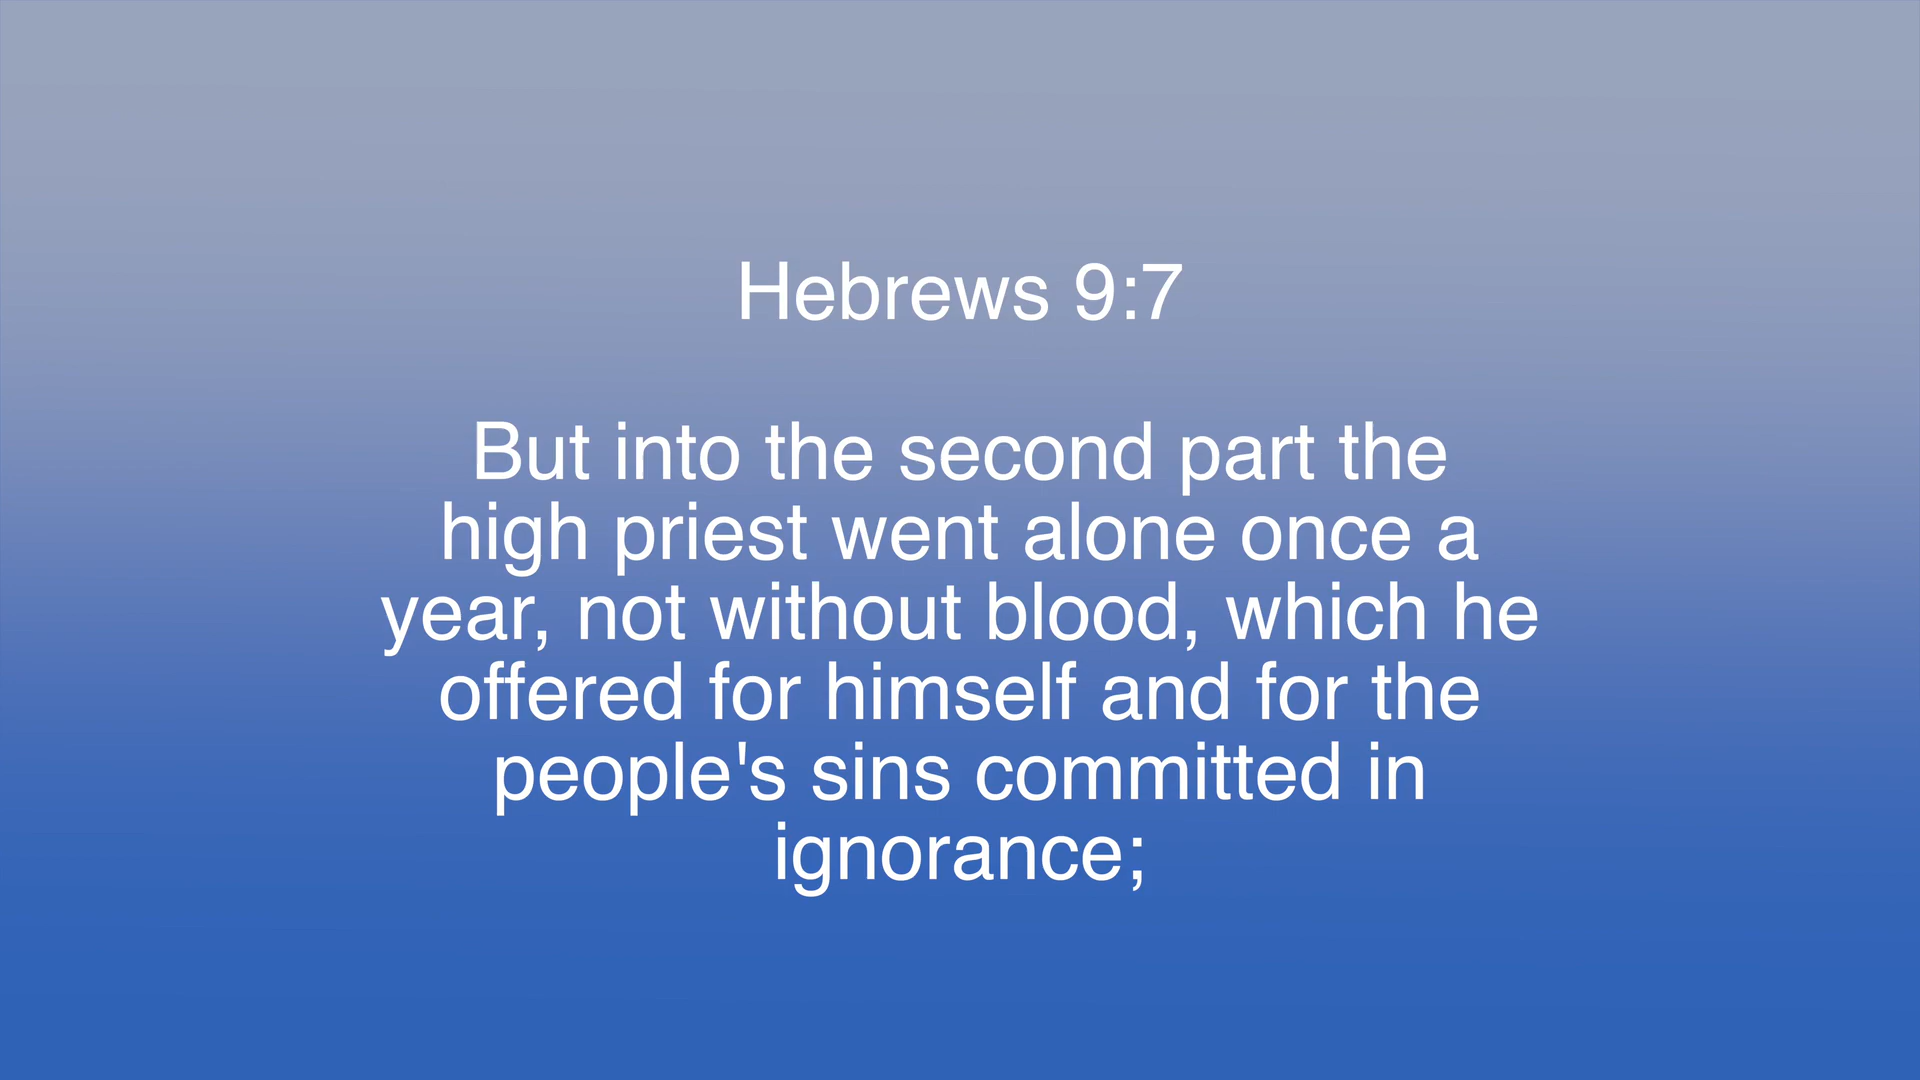 Hebrews 9:7
But into the second part the
high priest went alone once a
year, not without blood, which he
offered for himself and for the
people's sins committed in
ignorance;